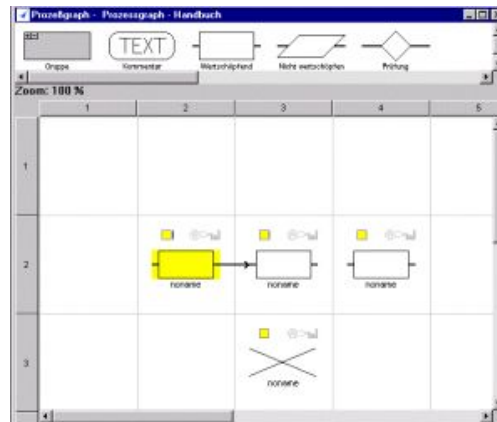 Prozeßgraph - Prozessgraph - Handbuch
TEXT
Gruppe Kommentar Wertschöpfend Nicht wertschöpfen Prüfung
Zoom: 100 %
1 2 3 4 5
1
2
noname noname noname
3
noname